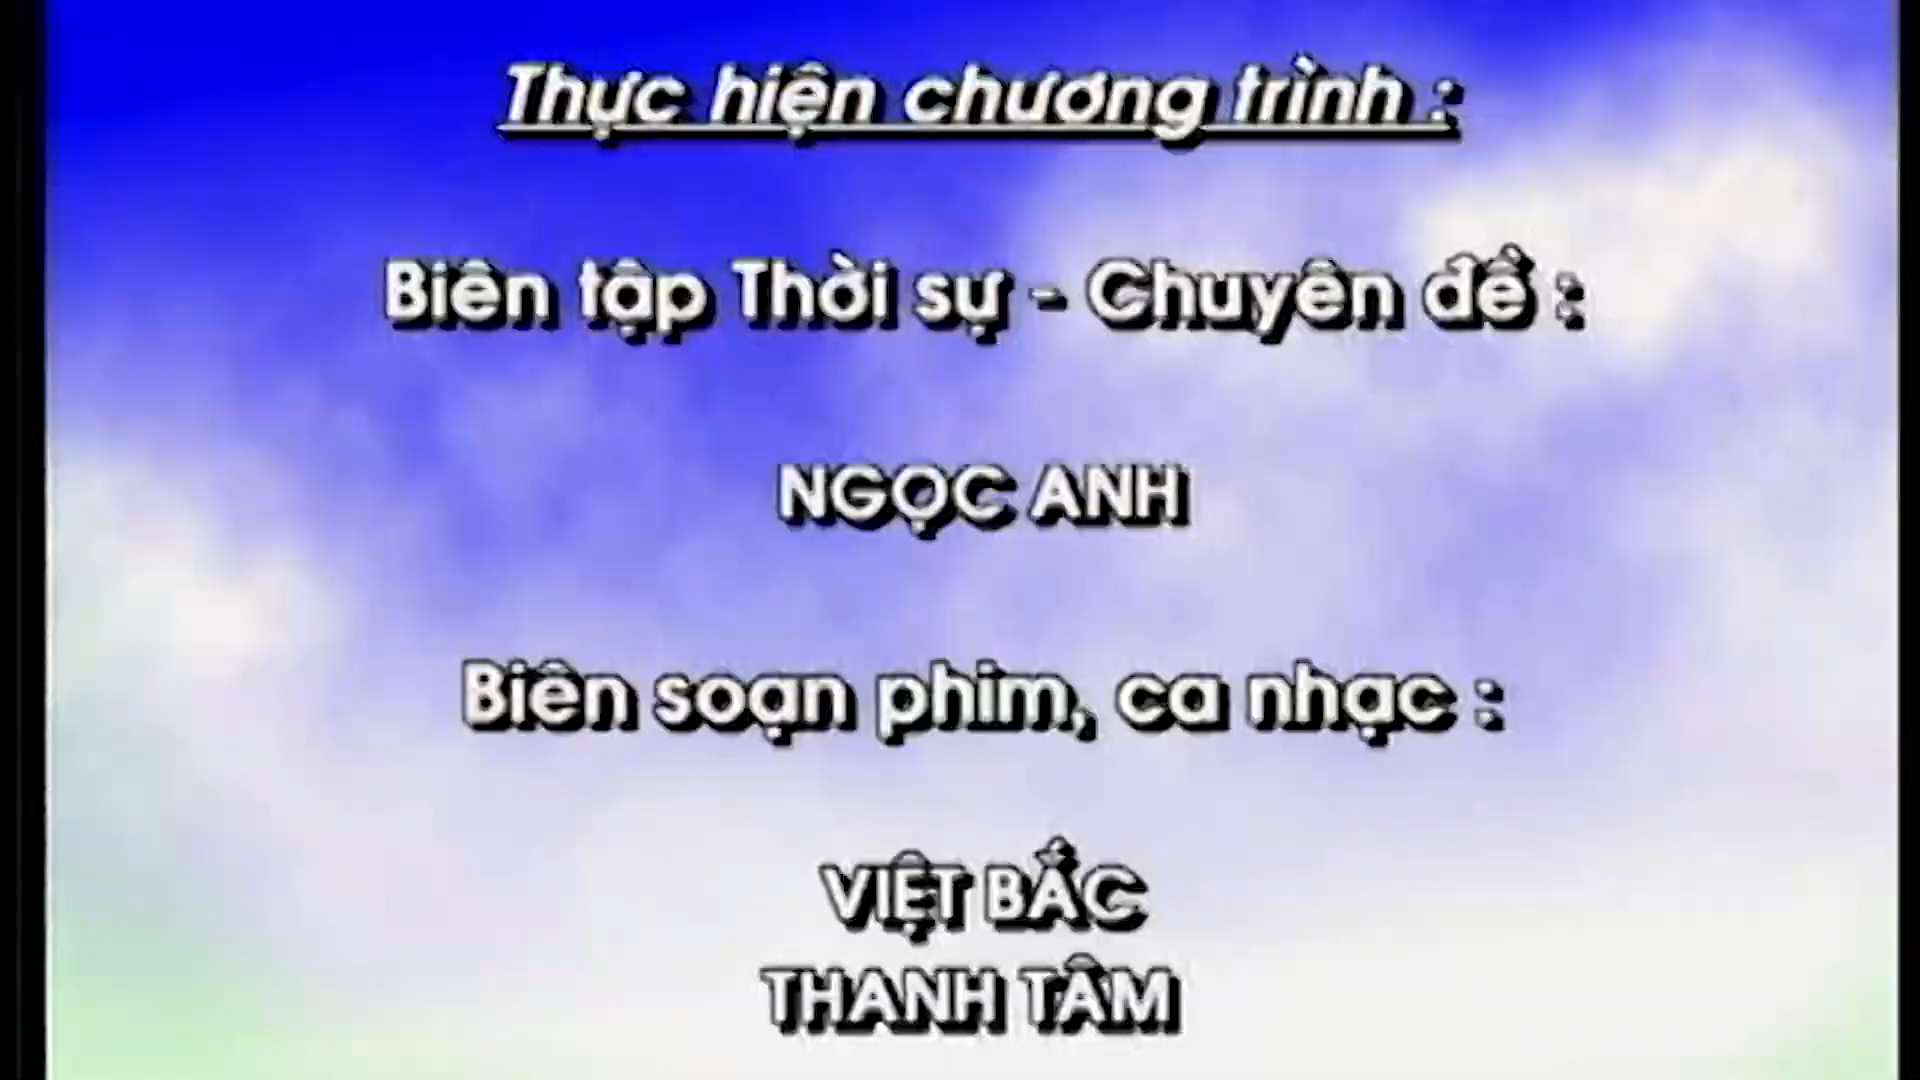 Thực hiện chương trình :
Biên tập Thời sự - Chuyên đề :
NGỌC ANH
Biên soạn phim, ca nhạc :
VIỆT BẮC
THANH TÂM